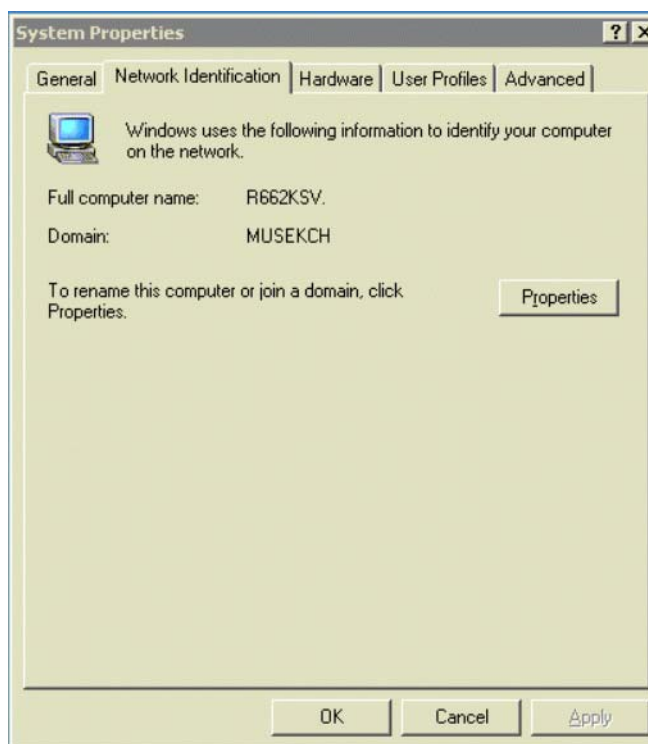 System Properties
General Network Identification Hardware User Profiles Advanced
Windows uses the following information to identify your computer
on the network.
Full computer name: R662KSV.
Domain: MUSEKCH
To rename this computer or join a domain, click
Properties.
Properties
OK Cancel Apply